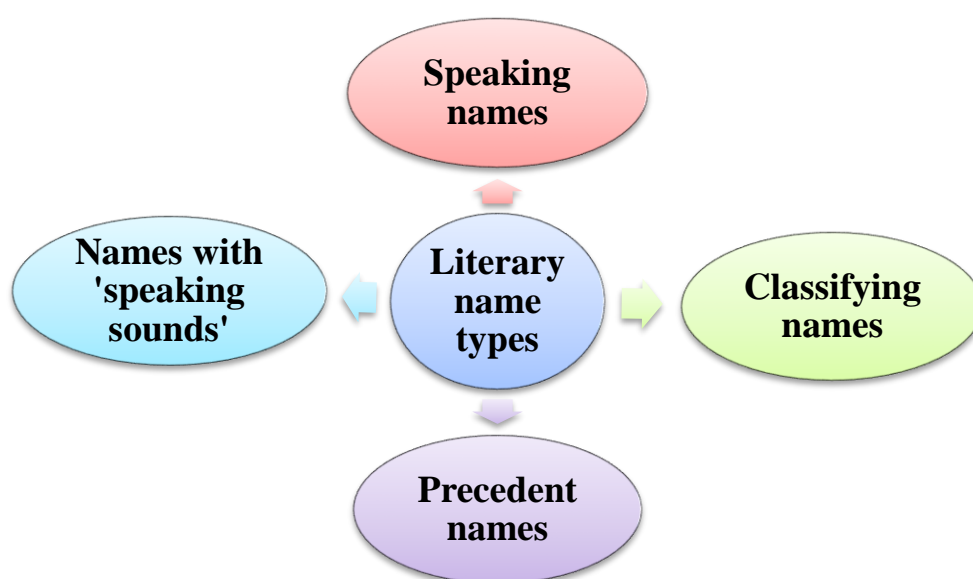 Speaking
names
Names with
'speaking
sounds'
Literary
name
types
Classifying
names
Precedent
names